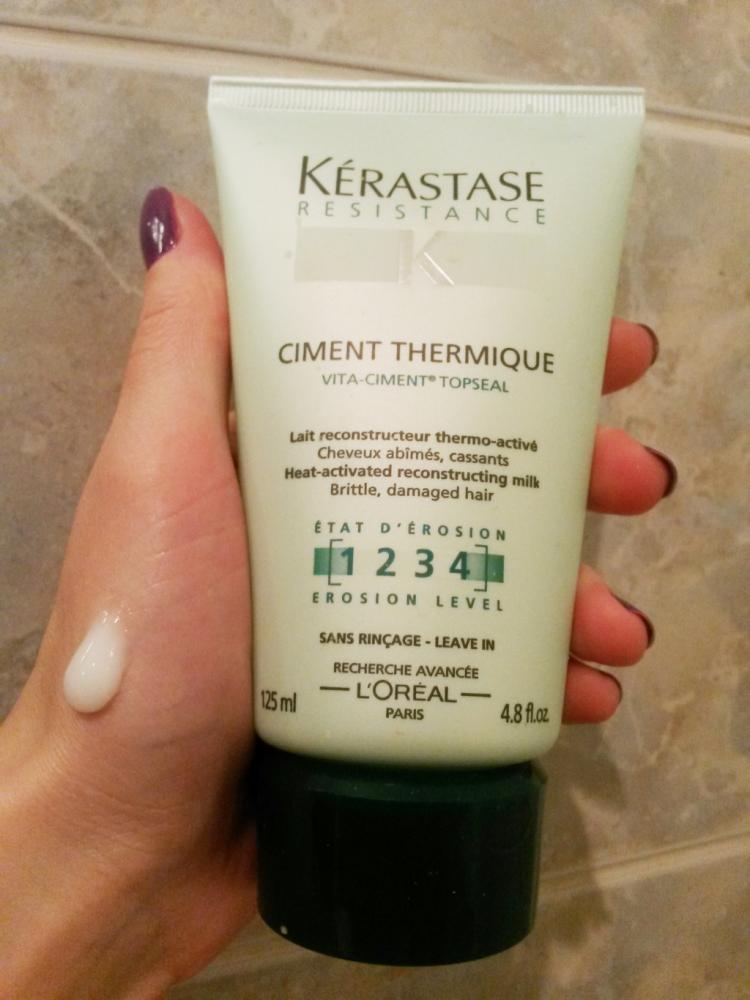 KÉRASTASE
RESISTANCE
K
CIMENT THERMIQUE
VITA-CIMENT® TOPSEAL
Lait reconstructeur thermo-activé
Cheveux abîmés, cassants
Heat-activated reconstructing milk
Brittle, damaged hair
ÉTAT D'ÉROSION
[1 2 3 4]
EROSION LEVEL
SANS RINÇAGE - LEAVE IN
RECHERCHE AVANCÉE
L'ORÉAL
PARIS
125 ml
4.8 fl.oz.